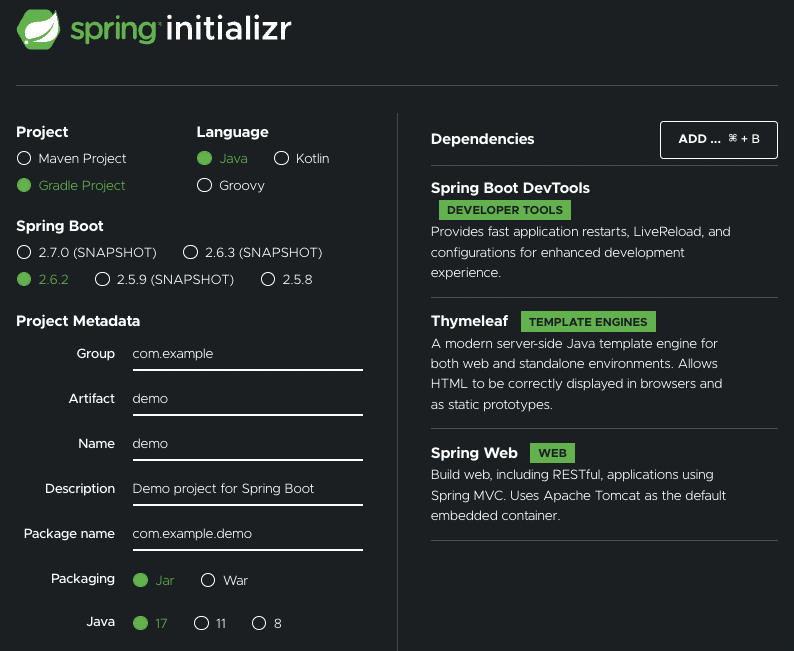 spring initializr
Project
Maven Project
Gradle Project
Language
Java Kotlin
Groovy
Spring Boot
2.7.0 (SNAPSHOT) 2.6.3 (SNAPSHOT)
2.6.2 2.5.9 (SNAPSHOT) 2.5.8
Project Metadata
Group com.example
Artifact demo
Name demo
Description Demo project for Spring Boot
Package name com.example.demo
Packaging Jar War
Java 17 11 8
Dependencies
ADD ... ⌘ + B
Spring Boot DevTools
DEVELOPER TOOLS
Provides fast application restarts, LiveReload, and
configurations for enhanced development
experience.
Thymeleaf TEMPLATE ENGINES
A modern server-side Java template engine for
both web and standalone environments. Allows
HTML to be correctly displayed in browsers and
as static prototypes.
Spring Web WEB
Build web, including RESTful, applications using
Spring MVC. Uses Apache Tomcat as the default
embedded container.